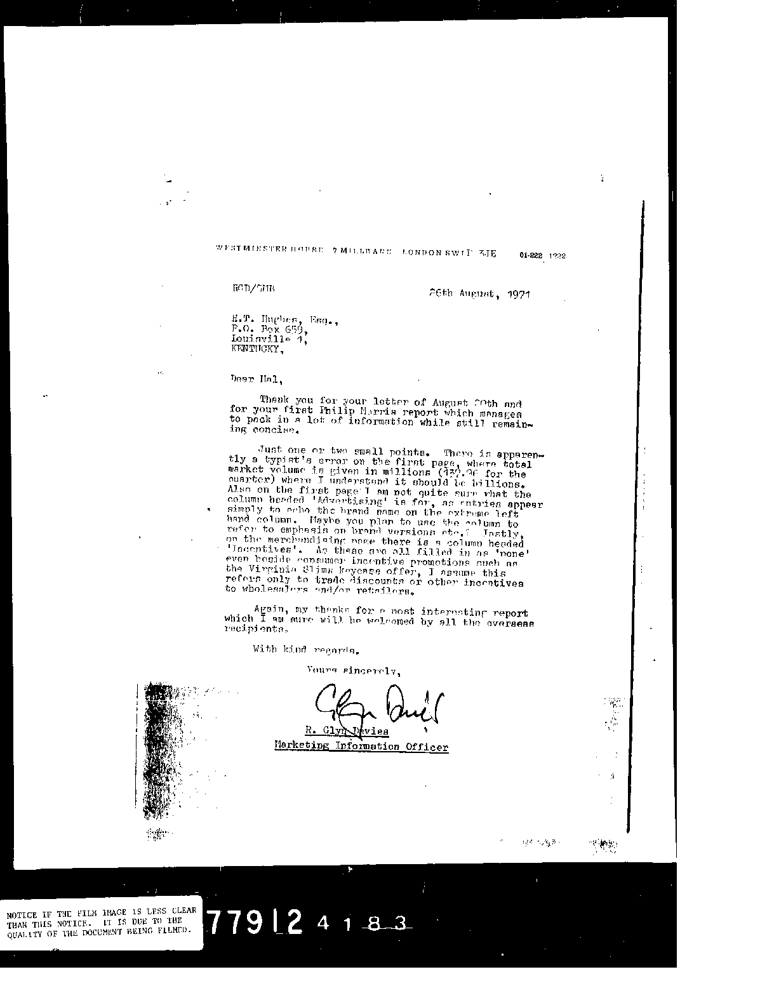 WESTMINSTER HOUSE 7 MILLBANK LONDON SW1P 3JE 01-222 1222
RGD/
26th August, 1971
H.T. Hughes, Esq.,
P.O. Box 659,
Louisville 1,
KENTUCKY,
Dear Hal,
Thank you for your letter of August 20th and
for your first Philip Morris report which manages
to pack in a lot of information while still remain-
ing concise.
Just one or two small points. There is apparen-
tly a typist's error on the first page, where total
market volume is given in millions (132.96 for the
quarter) where I understand it should be billions.
Also on the first page I am not quite sure what the
column headed 'Advertising' is for, as entries appear
simply to echo the brand name on the extreme left
hand column. Maybe you plan to use the column to
refer to emphasis on brand versions etc.? Lastly,
on the merchandising page there is a column headed
'Incentives'. As these are all filled in as 'none'
even beside consumer incentive promotions such as
the Virginia Slims keycase offer, I assume this
refers only to trade discounts or other incentives
to wholesalers and/or retailers.
Again, my thanks for a most interesting report
which I am sure will be welcomed by all the overseas
recipients.
With kind regards,
Yours sincerely,
Glyn Davies
R. Glyn Davies
Marketing Information Officer
NOTICE IF THE FILM IMAGE IS LESS CLEAR
THAN THIS NOTICE. IT IS DUE TO THE
QUALITY OF THE DOCUMENT BEING FILMED.
77912 4183